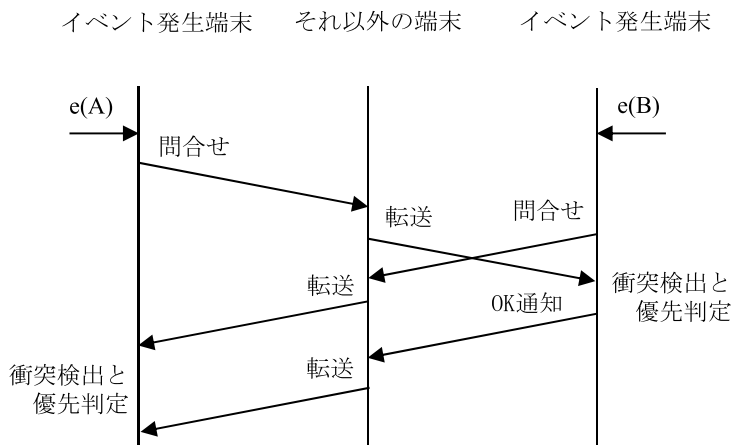 イベント発生端末
それ以外の端末
イベント発生端末
e(A)
e(B)
問合せ
転送
問合せ
転送
衝突検出と
優先判定
OK通知
転送
衝突検出と
優先判定